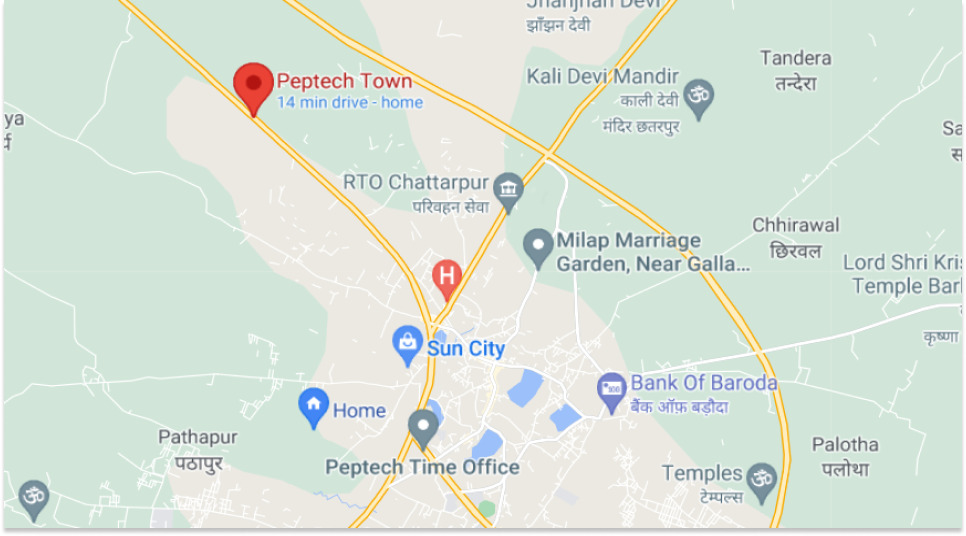 Jhanjhan Devi
झाँझन देवी
Tandera
तन्देरा
Kali Devi Mandir
काली देवी
मंदिर छतरपुर
Peptech Town
14 min drive - home
ya
र्य
Sa
स
RTO Chattarpur
परिवहन सेवा
Milap Marriage
Garden, Near Galla...
Chhirawal
छिरवल
Lord Shri Kris
Temple Bari
कृष्णा
H
Sun City
Bank Of Baroda
बैंक ऑफ़ बड़ौदा
Home
Pathapur
पठापुर
Peptech Time Office
Palotha
पलोथा
Temples
टेम्पल्स